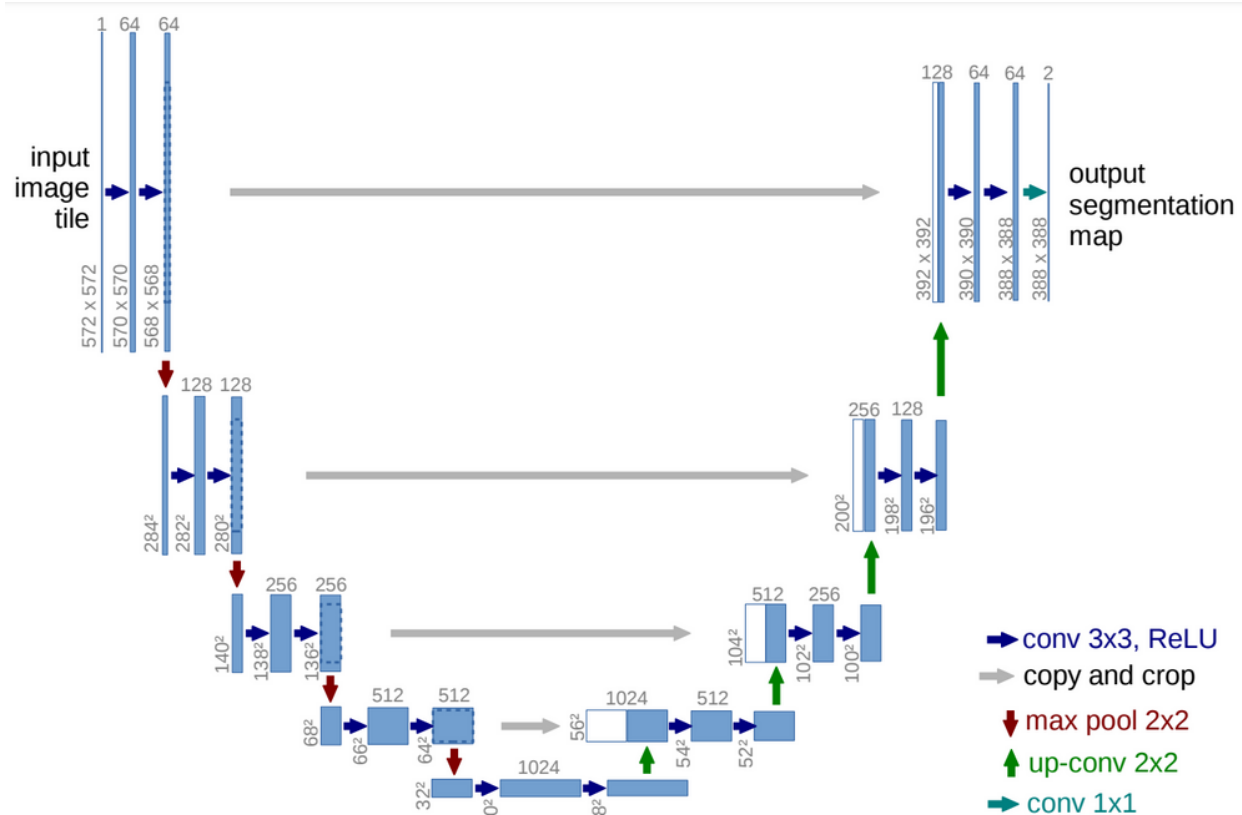 1 64 64
128 64 64 2
input
image
tile
output
segmentation
map
572 x 572
570 x 570
568 x 568
392 x 392
390 x 390
388 x 388
388 x 388
128 128
256 128
284²
282²
280²
200²
198²
196²
256 256
512 256
140²
138²
136²
104²
102²
100²
512 512
1024 512
68²
66²
64²
56²
54²
52²
1024
32²
conv 3x3, ReLU
copy and crop
max pool 2x2
up-conv 2x2
conv 1x1